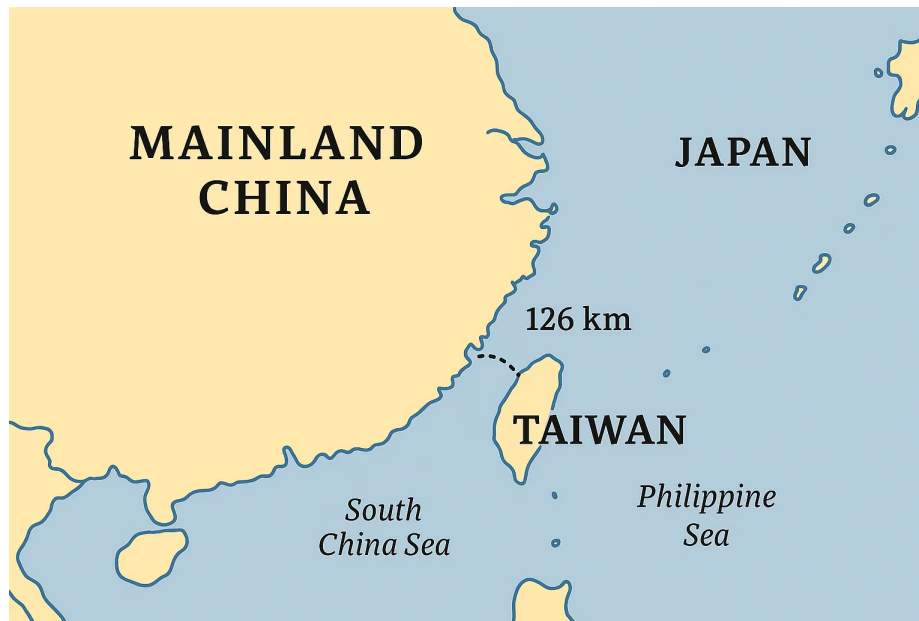 MAINLAND
CHINA
JAPAN
126 km
TAIWAN
South
China Sea
Philippine
Sea